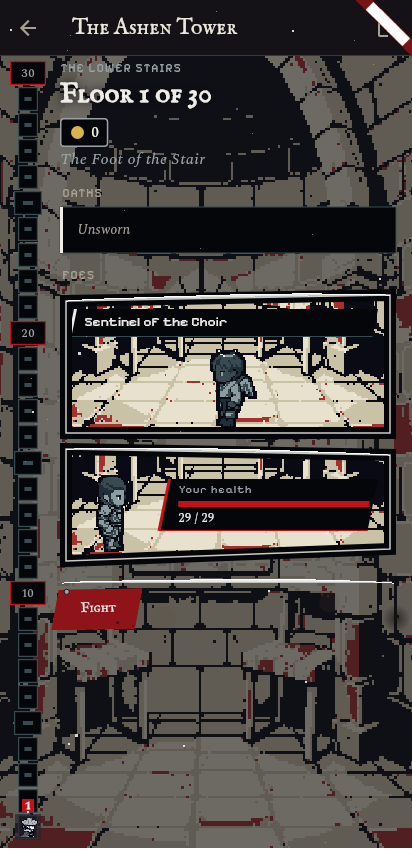 The Ashen Tower
30
THE LOWER STAIRS
Floor 1 of 30
0
The Foot of the Stair
OATHS
Unsworn
FOES
Sentinel of the Choir
20
Your health
29 / 29
10
Fight
1